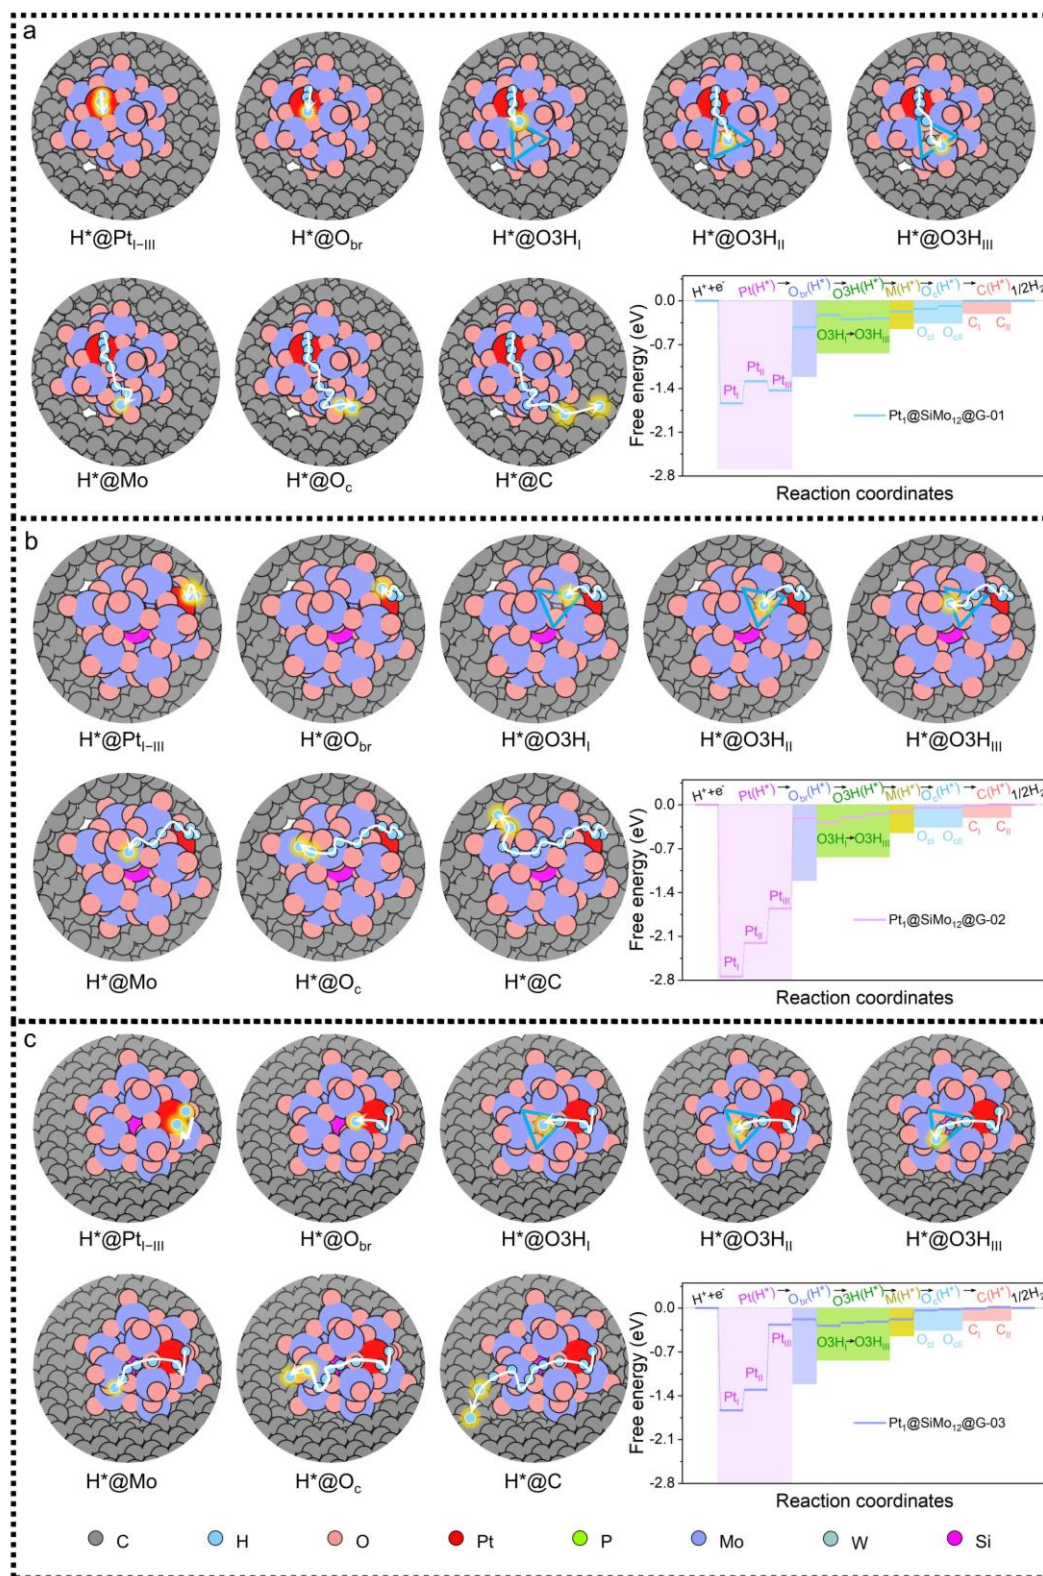 a
H*@Pt_I–III H*@O_br H*@O3H_I H*@O3H_II H*@O3H_III
H⁺+e⁻ Pt(H*)→O_br(H*)→O3H(H*)→M(H*)→O_c(H*)→C(H*) 1/2H₂
0.0
-0.7
-1.4
-2.1
-2.8
Free energy (eV)
Pt_I Pt_II Pt_III O3H_I→O3H_III O_cI O_cII C_I C_II
Pt₁@SiMo₁₂@G-01
Reaction coordinates
H*@Mo H*@O_c H*@C
b
H*@Pt_I–III H*@O_br H*@O3H_I H*@O3H_II H*@O3H_III
H⁺+e⁻ Pt(H*)→O_br(H*)→O3H(H*)→M(H*)→O_c(H*)→C(H*) 1/2H₂
0.0
-0.7
-1.4
-2.1
-2.8
Free energy (eV)
Pt_I Pt_II Pt_III O3H_I→O3H_III O_cI O_cII C_I C_II
Pt₁@SiMo₁₂@G-02
Reaction coordinates
H*@Mo H*@O_c H*@C
c
H*@Pt_I–III H*@O_br H*@O3H_I H*@O3H_II H*@O3H_III
H⁺+e⁻ Pt(H*)→O_br(H*)→O3H(H*)→M(H*)→O_c(H*)→C(H*) 1/2H₂
0.0
-0.7
-1.4
-2.1
-2.8
Free energy (eV)
Pt_I Pt_II Pt_III O3H_I→O3H_III O_cI O_cII C_I C_II
Pt₁@SiMo₁₂@G-03
Reaction coordinates
H*@Mo H*@O_c H*@C
C H O Pt P Mo W Si